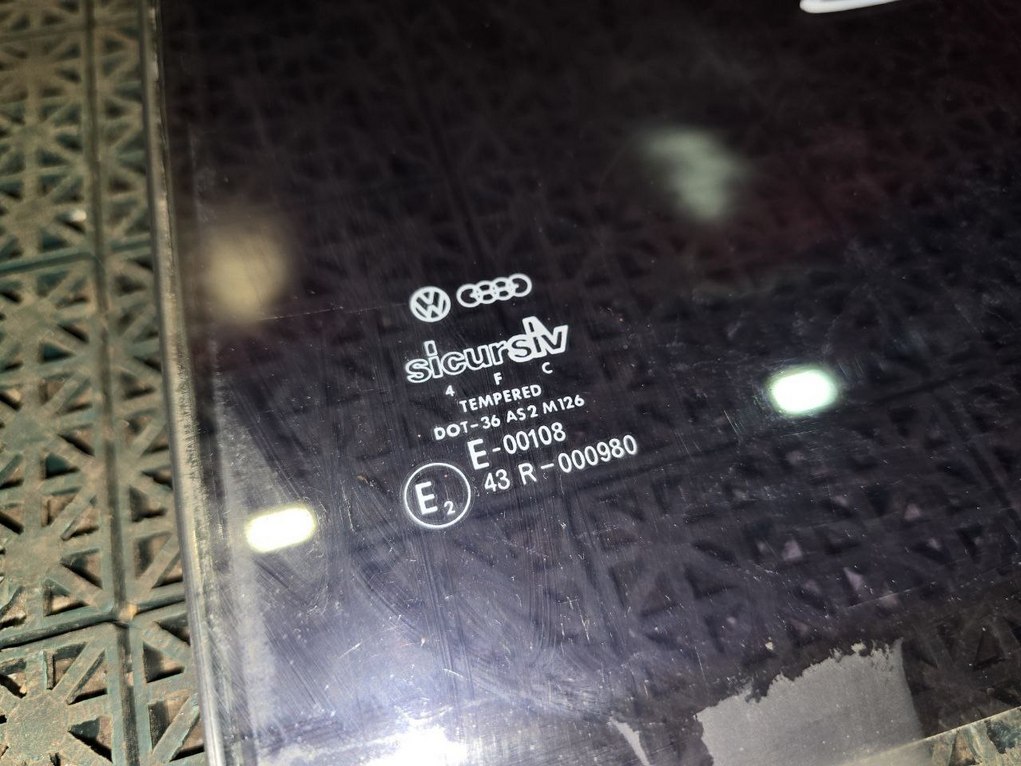 sicursiv
4 F C
TEMPERED
DOT-36 AS2 M126
E-00108
43 R-000980
E2